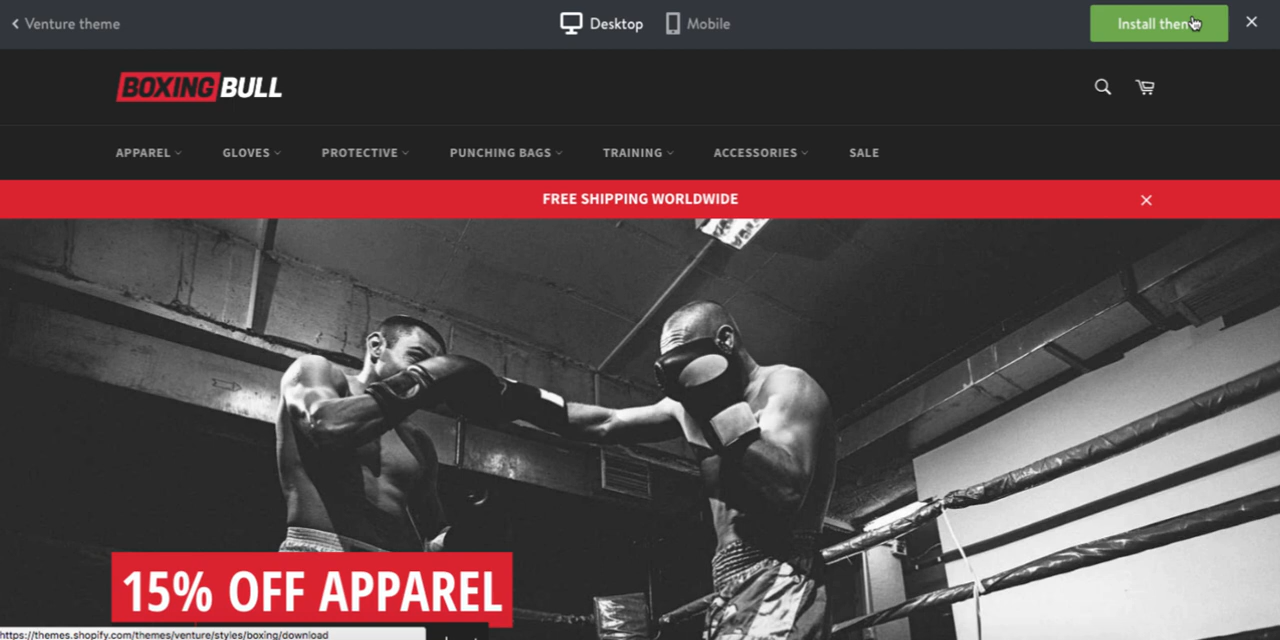 Venture theme
Desktop
Mobile
Install
BOXING BULL
APPAREL
GLOVES
PROTECTIVE
PUNCHING BAGS
TRAINING
ACCESSORIES
SALE
FREE SHIPPING WORLDWIDE
15% OFF APPAREL
https://themes.shopify.com/themes/venture/styles/boxing/download